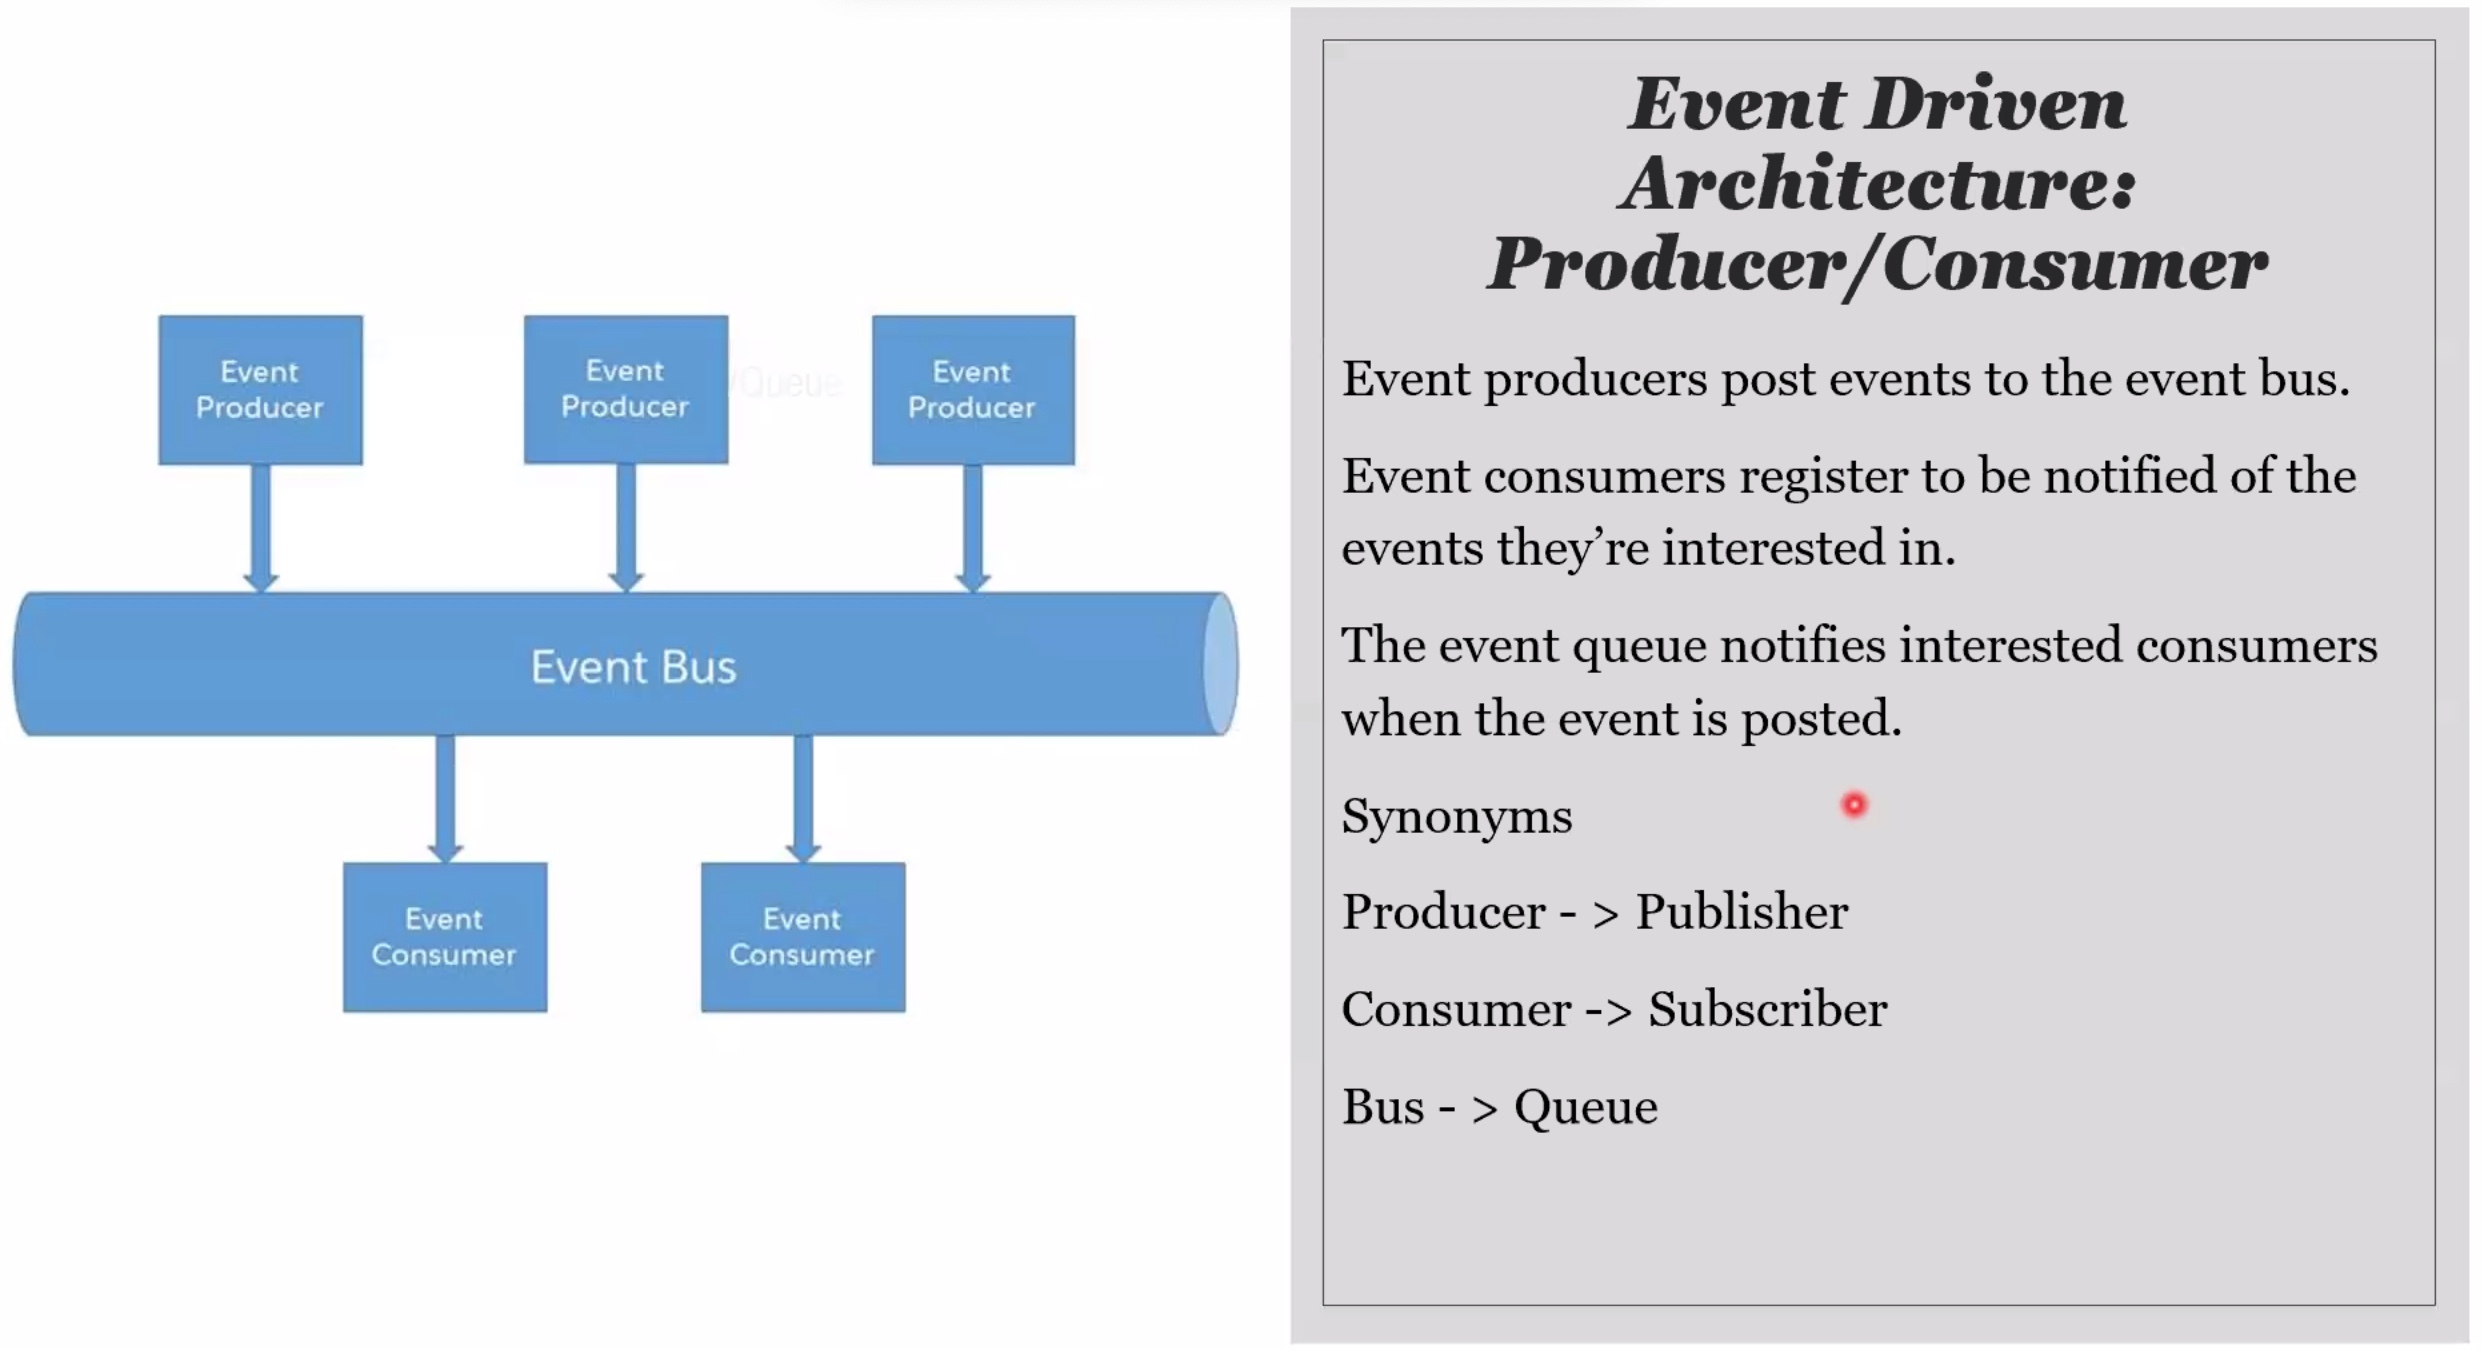 Event
Producer
Event
Producer
/Queue
Event
Producer
Event Bus
Event
Consumer
Event
Consumer
Event Driven
Architecture:
Producer/Consumer
Event producers post events to the event bus.
Event consumers register to be notified of the
events they’re interested in.
The event queue notifies interested consumers
when the event is posted.
Synonyms
Producer - > Publisher
Consumer -> Subscriber
Bus - > Queue